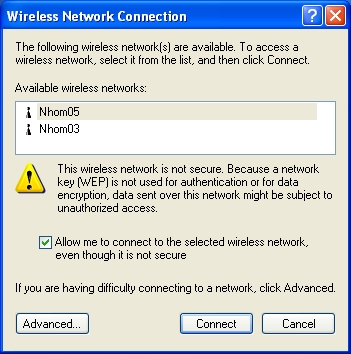 Wireless Network Connection
The following wireless network(s) are available. To access a
wireless network, select it from the list, and then click Connect.
Available wireless networks:
Nhom05
Nhom03
This wireless network is not secure. Because a network
key (WEP) is not used for authentication or for data
encryption, data sent over this network might be subject to
unauthorized access.
Allow me to connect to the selected wireless network,
even though it is not secure
If you are having difficulty connecting to a network, click Advanced.
Advanced... Connect Cancel